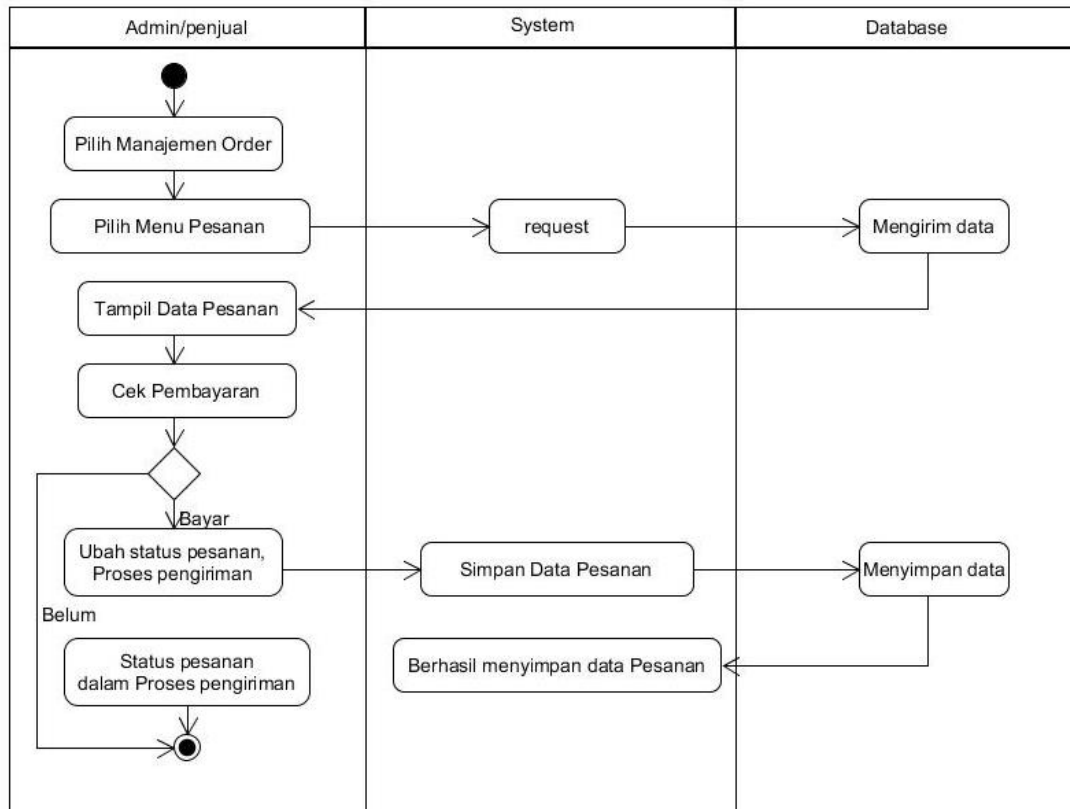 Admin/penjual
System
Database
Pilih Manajemen Order
Pilih Menu Pesanan
request
Mengirim data
Tampil Data Pesanan
Cek Pembayaran
Bayar
Ubah status pesanan,
Proses pengiriman
Simpan Data Pesanan
Menyimpan data
Belum
Status pesanan
dalam Proses pengiriman
Berhasil menyimpan data Pesanan